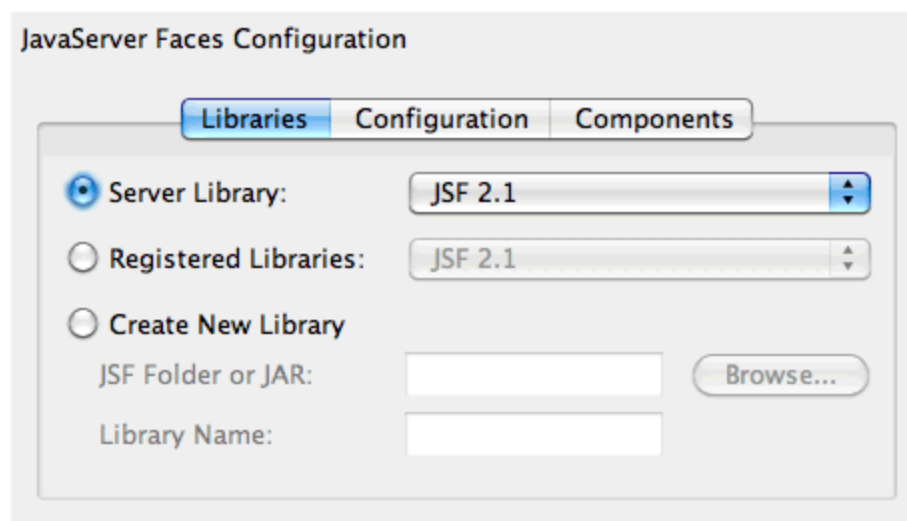 JavaServer Faces Configuration
Libraries Configuration Components
Server Library: JSF 2.1
Registered Libraries: JSF 2.1
Create New Library
JSF Folder or JAR: Browse...
Library Name: